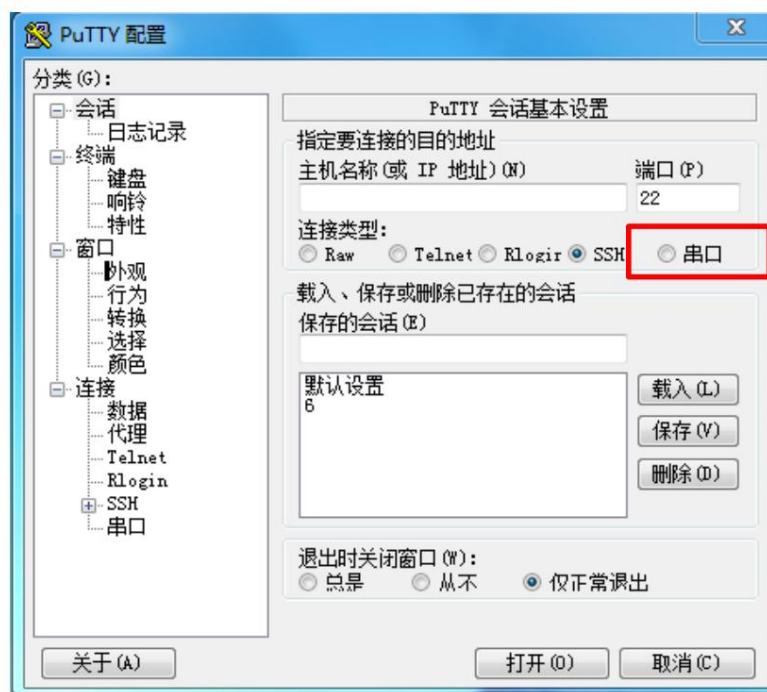 PuTTY 配置
分类(G):
会话
日志记录
终端
键盘
响铃
特性
窗口
外观
行为
转换
选择
颜色
连接
数据
代理
Telnet
Rlogin
SSH
串口
PuTTY 会话基本设置
指定要连接的目的地址
主机名称(或 IP 地址)(N) 端口(P)
22
连接类型:
Raw Telnet Rlogir SSH 串口
载入、保存或删除已存在的会话
保存的会话(E)
默认设置
6
载入(L)
保存(V)
删除(D)
退出时关闭窗口(W):
总是 从不 仅正常退出
关于(A) 打开(O) 取消(C)